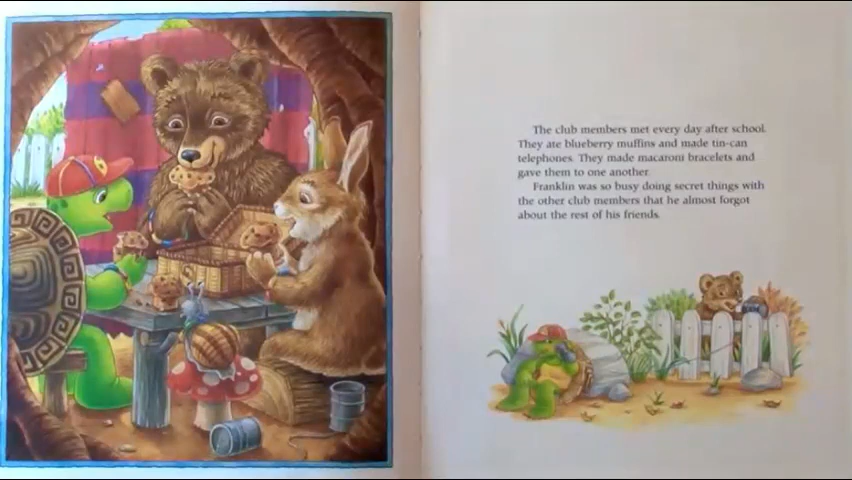 The club members met every day after school.
They ate blueberry muffins and made tin-can
telephones. They made macaroni bracelets and
gave them to one another.
Franklin was so busy doing secret things with
the other club members that he almost forgot
about the rest of his friends.